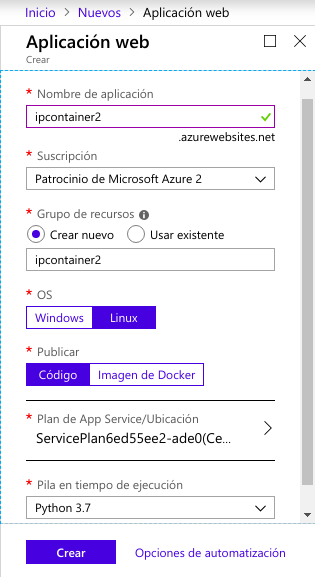 Inicio > Nuevos > Aplicación web
Aplicación web
Crear
* Nombre de aplicación
ipcontainer2
.azurewebsites.net
* Suscripción
Patrocinio de Microsoft Azure 2
* Grupo de recursos
Crear nuevo Usar existente
ipcontainer2
* OS
Windows Linux
* Publicar
Código Imagen de Docker
* Plan de App Service/Ubicación
ServicePlan6ed55ee2-ade0(Ce...
* Pila en tiempo de ejecución
Python 3.7
Crear Opciones de automatización